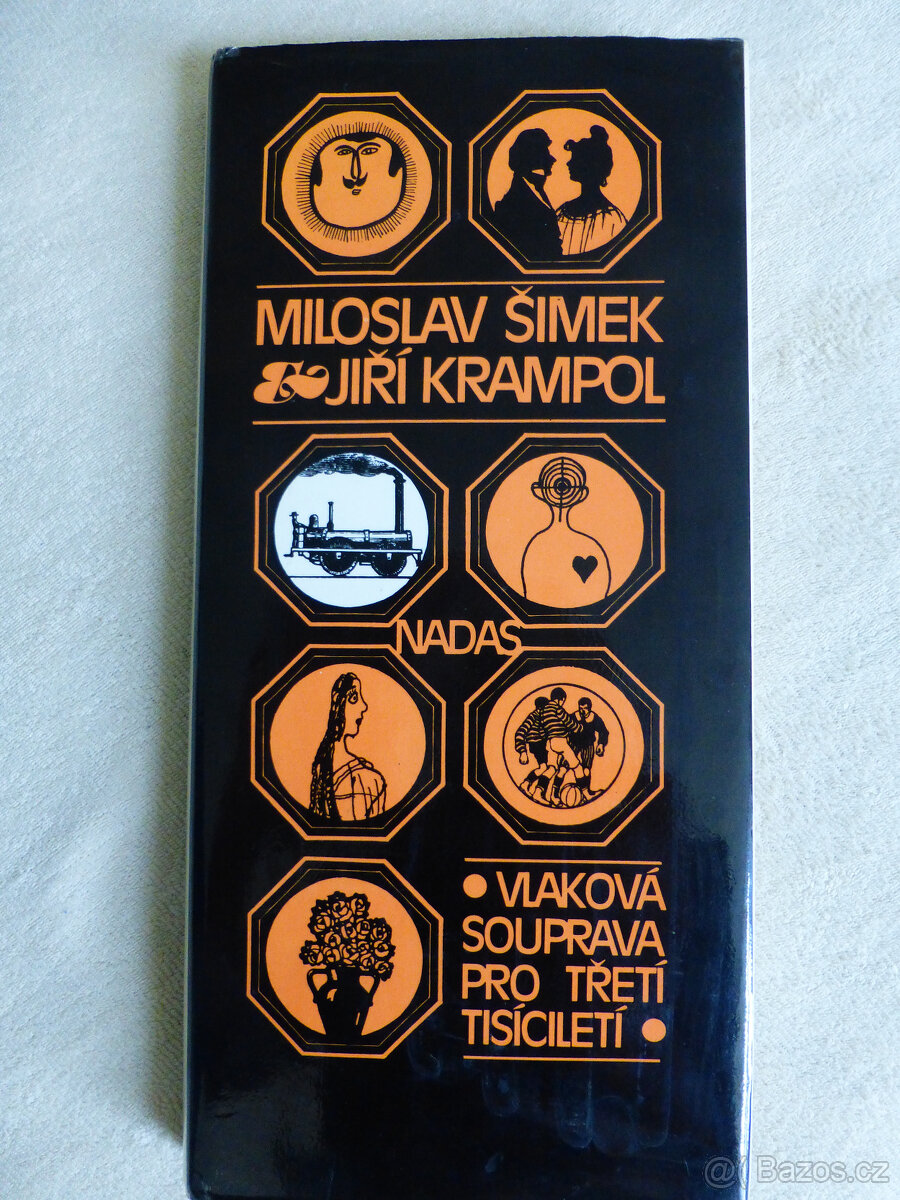 MILOSLAV ŠIMEK
& JIŘÍ KRAMPOL
NADAS
• VLAKOVÁ
SOUPRAVA
PRO TŘETÍ
TISÍCILETÍ •
@( Bazos.cz